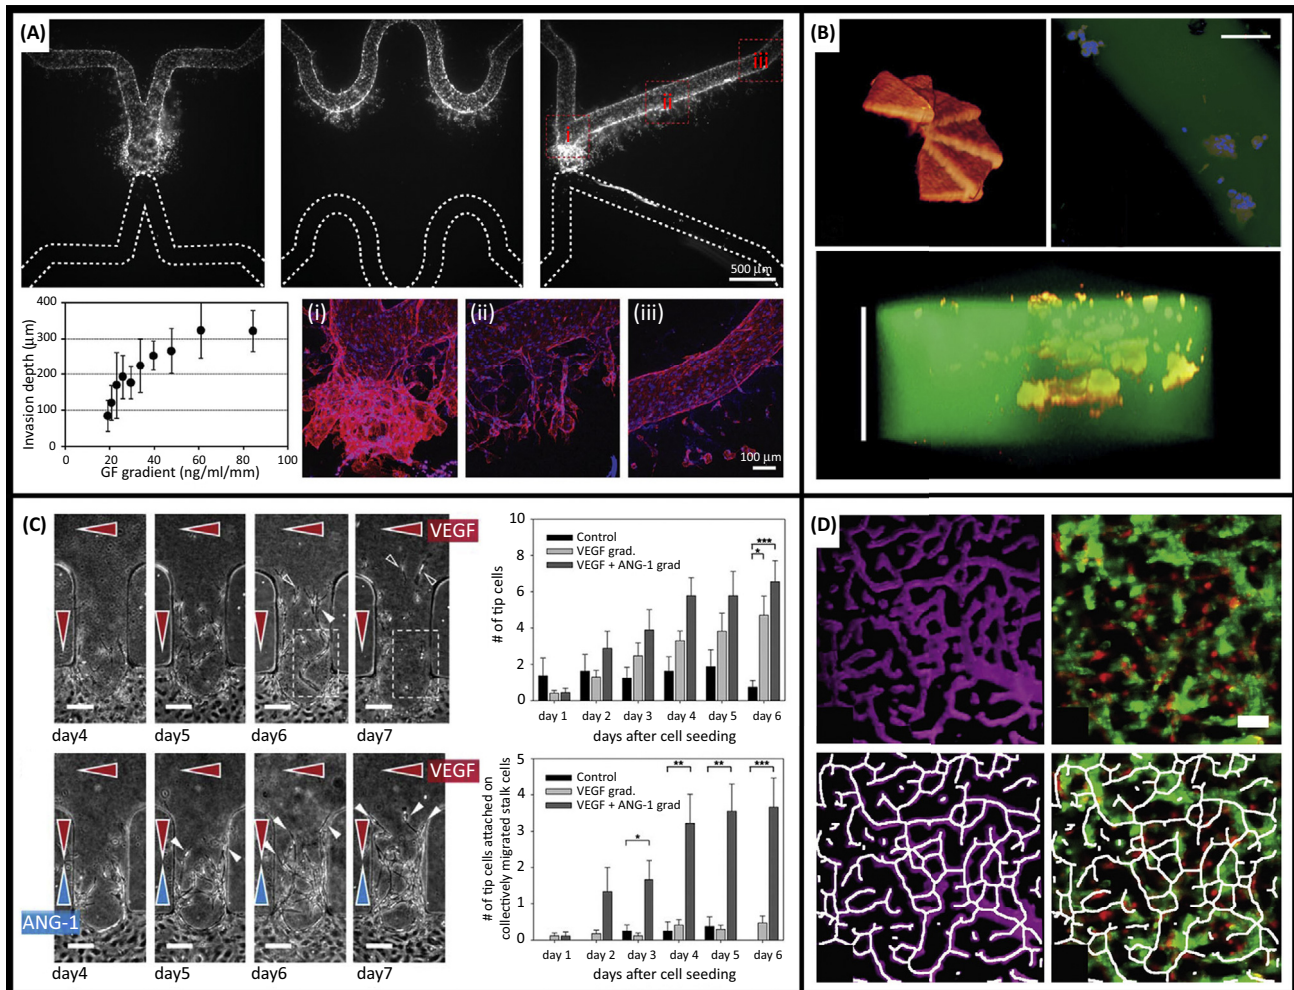 (A)
i
ii
iii
500 µm
Invasion depth (µm)
400
300
200
100
0
0 20 40 60 80 100
GF gradient (ng/ml/mm)
(i)
(ii)
(iii)
100 µm
(B)
(C)
VEGF
day4 day5 day6 day7
VEGF
ANG-1
day4 day5 day6 day7
# of tip cells
10
8
6
4
2
0
Control
VEGF grad.
VEGF + ANG-1 grad
***
*
day 1 day 2 day 3 day 4 day 5 day 6
days after cell seeding
# of tip cells attached on
collectively migrated stalk cells
5
4
3
2
1
0
Control
VEGF grad.
VEGF + ANG-1 grad
*
**
**
***
day 1 day 2 day 3 day 4 day 5 day 6
days after cell seeding
(D)